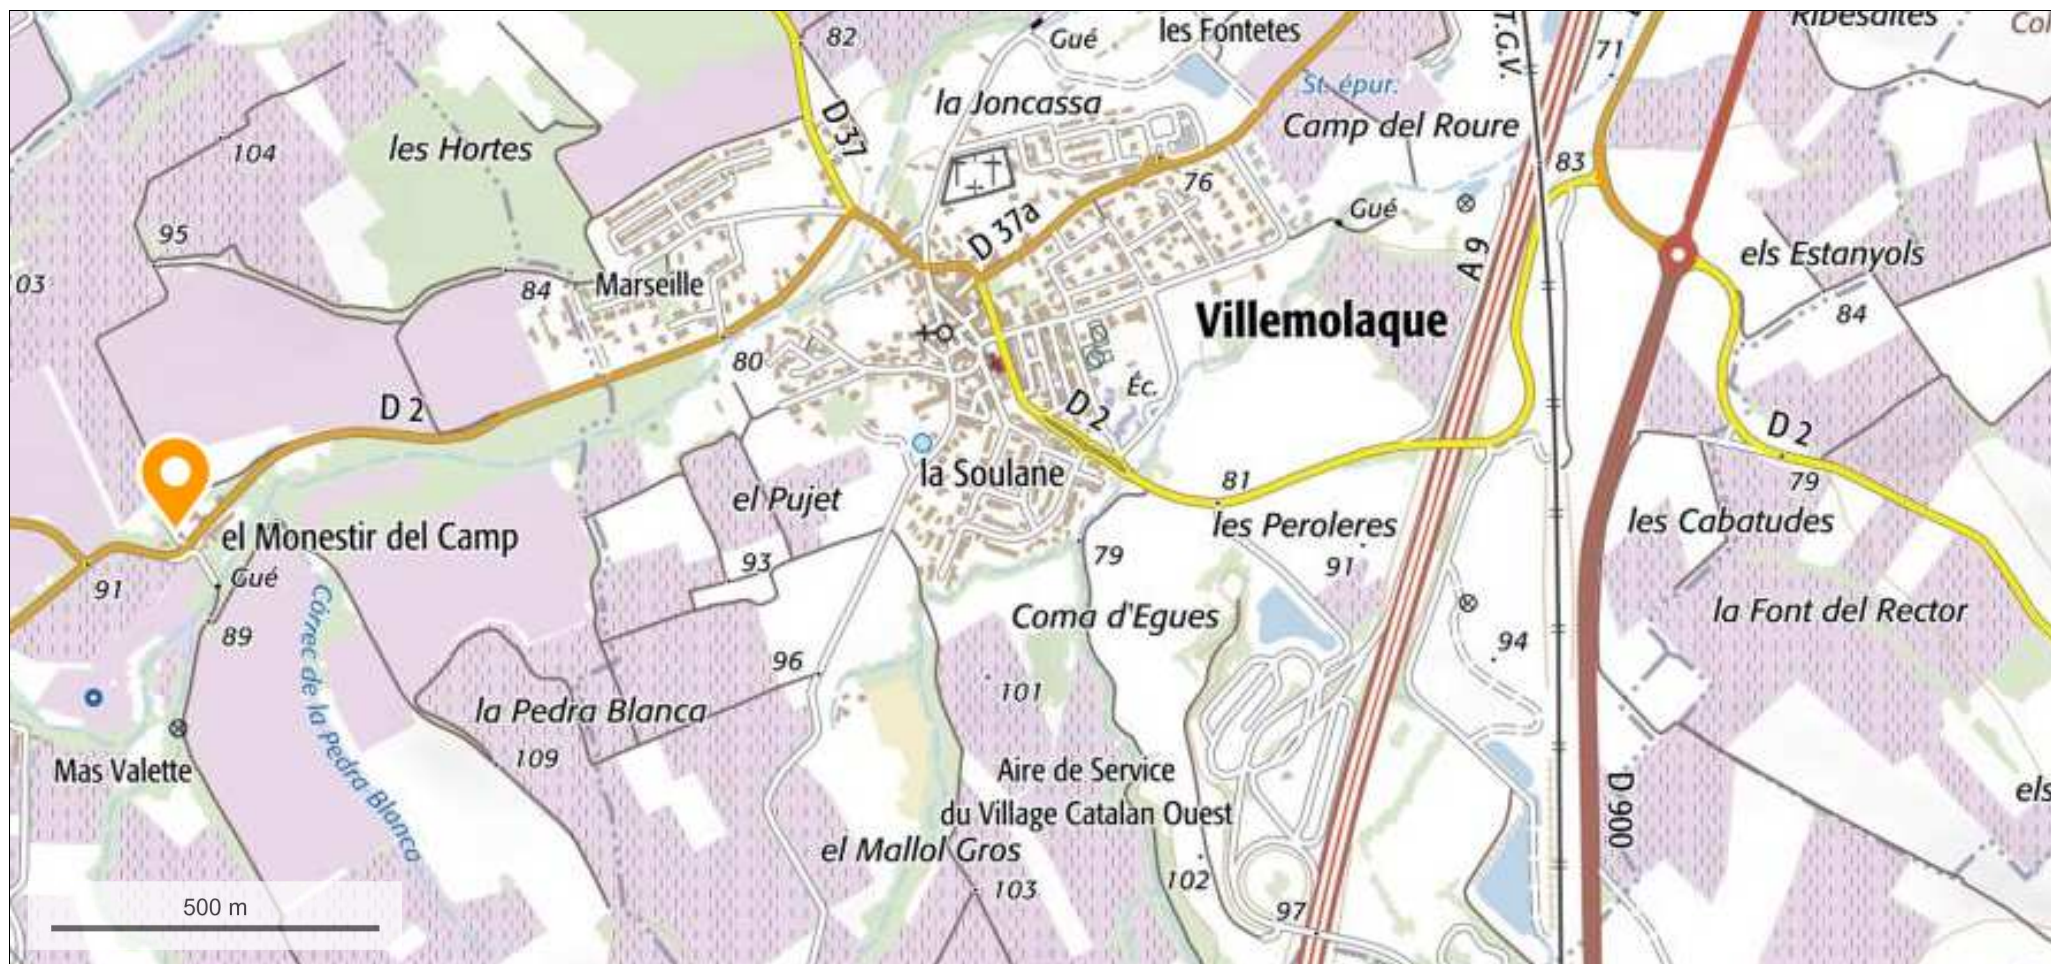 T.G.V.
Ribesaltes
82
Gué
les Fontetes
71
St. épur.
D 37
la Joncassa
Camp del Roure
104
les Hortes
83
76
Gué
95
D 37a
A 9
els Estanyols
03
84
Marseille
Villemolaque
84
80
Éc.
D 2
D 2
D 2
81
79
la Soulane
el Pujet
les Peroleres
les Cabatudes
el Monestir del Camp
91
Gué
93
79
91
89
Coma d'Egues
la Font del Rector
Córrec de la Pedra Blanca
96
101
94
la Pedra Blanca
109
Mas Valette
Aire de Service
du Village Catalan Ouest
D 900
els
el Mallol Gros
103
102
97
500 m